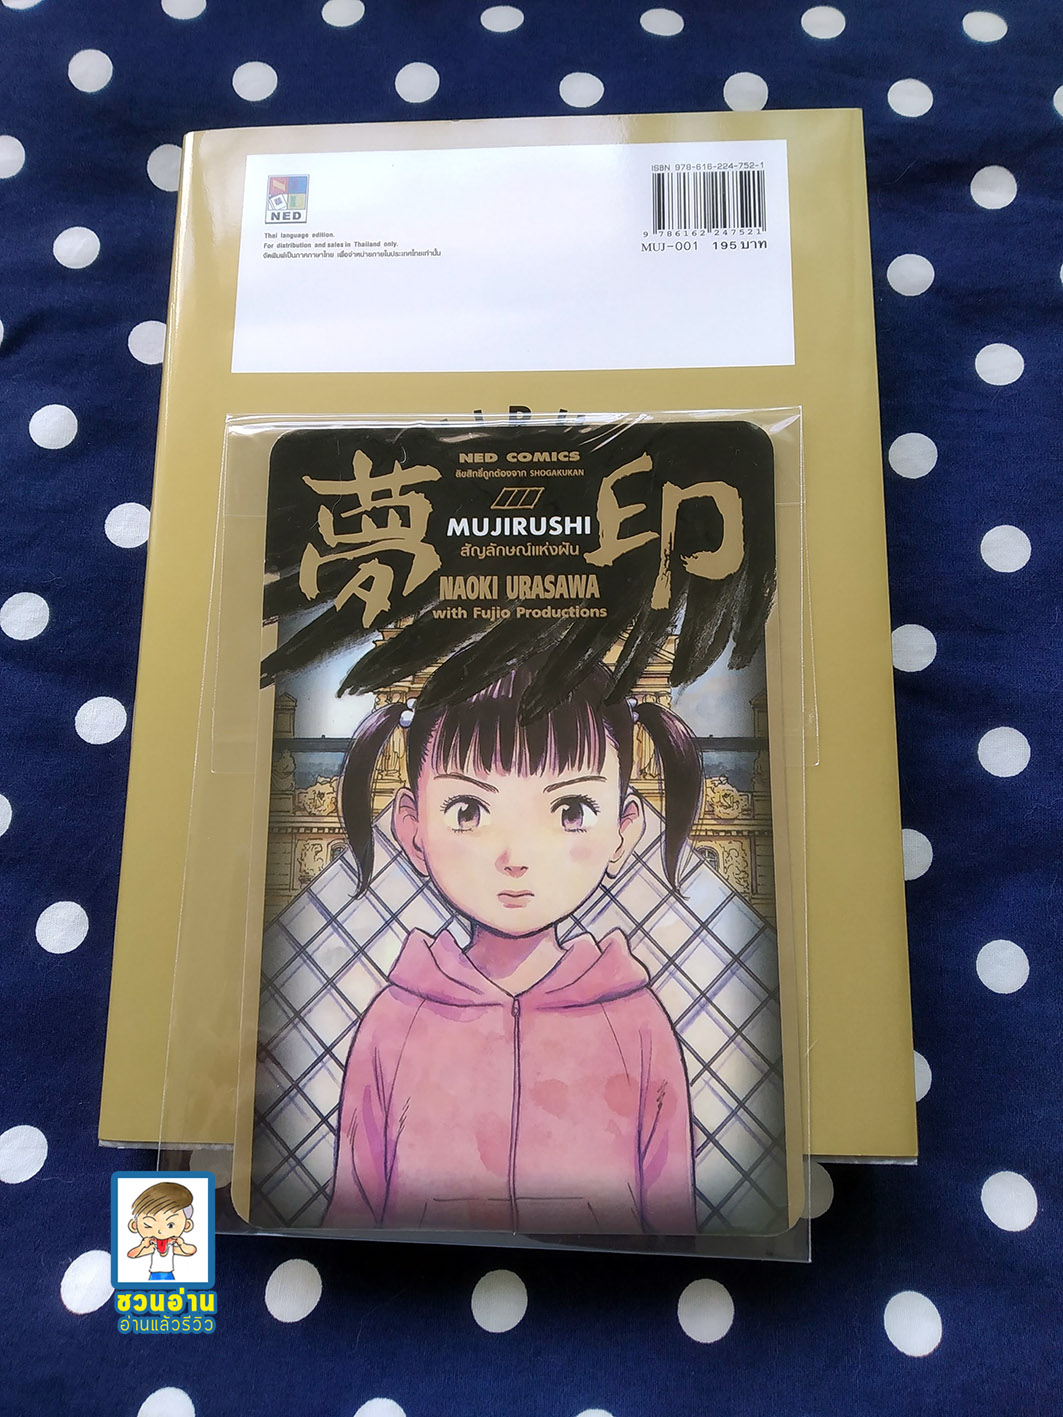 ISBN 978-616-224-752-1
9 786162 247521
MUJ-001 195 บาท
NED
Thai language edition.
For distribution and sales in Thailand only.
จัดพิมพ์เป็นภาคภาษาไทย เพื่อจำหน่ายภายในประเทศไทยเท่านั้น
NED COMICS
ลิขสิทธิ์ถูกต้องจาก SHOGAKUKAN
夢印
MUJIRUSHI
สัญลักษณ์แห่งฝัน
NAOKI URASAWA
with Fujio Productions
ชวนอ่าน
อ่านแล้วรีวิว